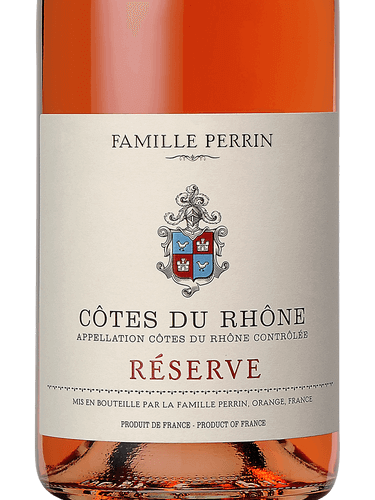 FAMILLE PERRIN
CÔTES DU RHÔNE
APPELLATION CÔTES DU RHÔNE CONTRÔLÉE
RÉSERVE
MIS EN BOUTEILLE PAR LA FAMILLE PERRIN, ORANGE, FRANCE.
PRODUIT DE FRANCE - PRODUCT OF FRANCE